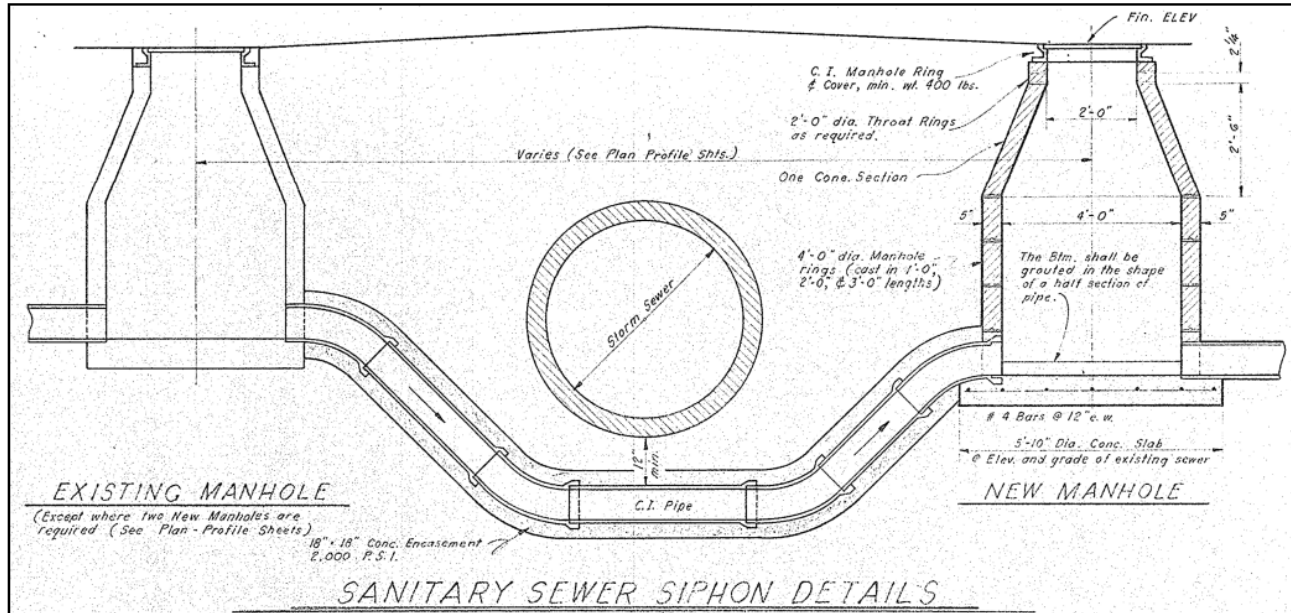 Fin. ELEV
2'¼"
C. I. Manhole Ring
& Cover, min. wt. 400 lbs.
2'-0" dia. Throat Rings
as required.
2'-0"
2'-6"
Varies (See Plan Profile Shts.)
One Cone. Section
5"
4'-0"
5"
4'-0" dia. Manhole
rings (cast in 1'-0",
2'-0", & 3'-0" lengths)
The Btm. shall be
grouted in the shape
of a half section of
pipe.
Storm Sewer
12"
min.
# 4 Bars @ 12" e.w.
5'-10" Dia. Conc. Slab
@ Elev. and grade of existing sewer
EXISTING MANHOLE
(Except where two New Manholes are
required (See Plan - Profile Sheets)
C.I. Pipe
NEW MANHOLE
18" x 18" Conc. Encasement
2,000 P.S.I.
SANITARY SEWER SIPHON DETAILS